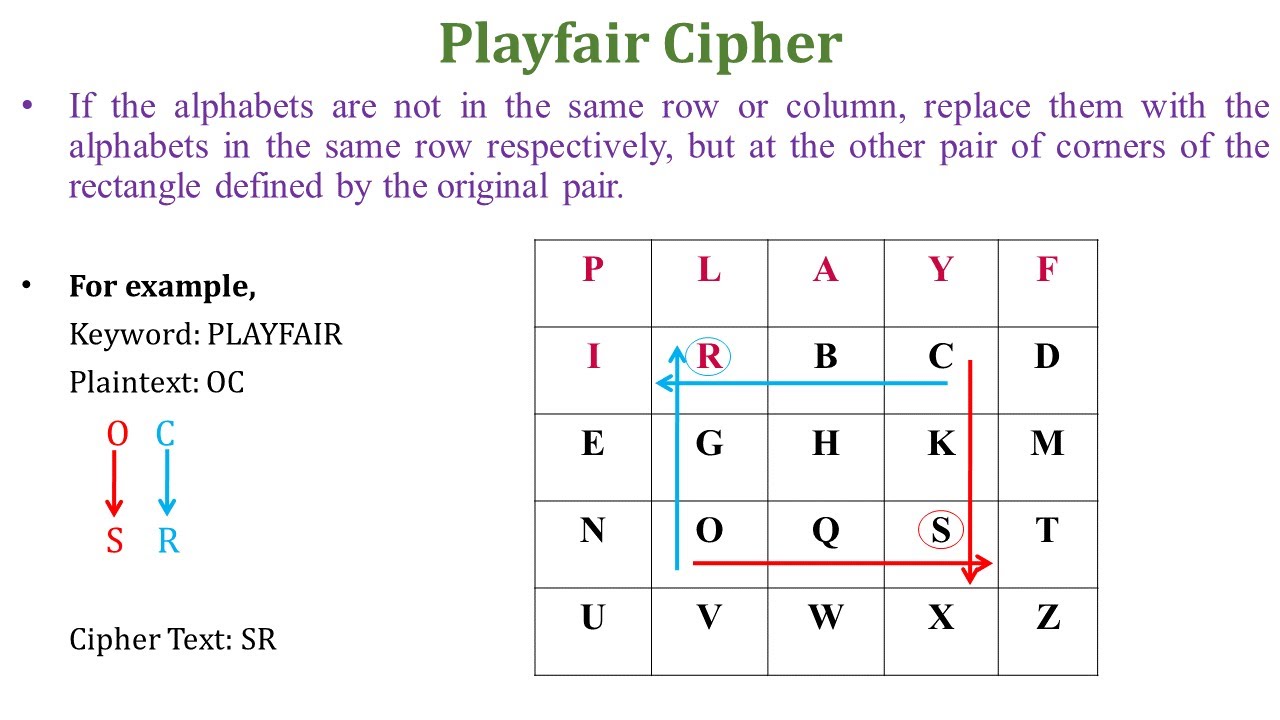 Playfair Cipher
• If the alphabets are not in the same row or column, replace them with the
alphabets in the same row respectively, but at the other pair of corners of the
rectangle defined by the original pair.
• For example,
Keyword: PLAYFAIR
Plaintext: OC
O C
S R
Cipher Text: SR
P L A Y F
I R B C D
E G H K M
N O Q S T
U V W X Z